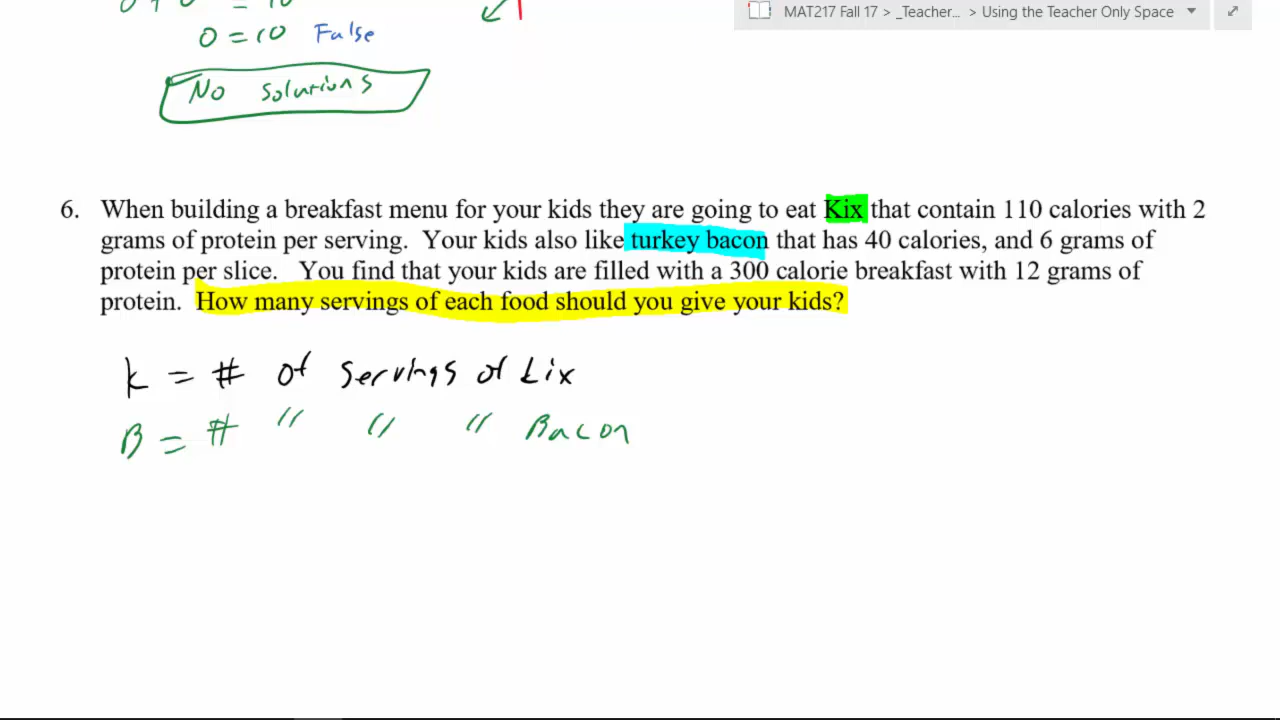 = 10
0 = 10 False
No Solutions
MAT217 Fall 17 > _Teacher... > Using the Teacher Only Space
6. When building a breakfast menu for your kids they are going to eat Kix that contain 110 calories with 2
grams of protein per serving. Your kids also like turkey bacon that has 40 calories, and 6 grams of
protein per slice. You find that your kids are filled with a 300 calorie breakfast with 12 grams of
protein. How many servings of each food should you give your kids?
K = # of Servings of Kix
B = # " " " Bacon